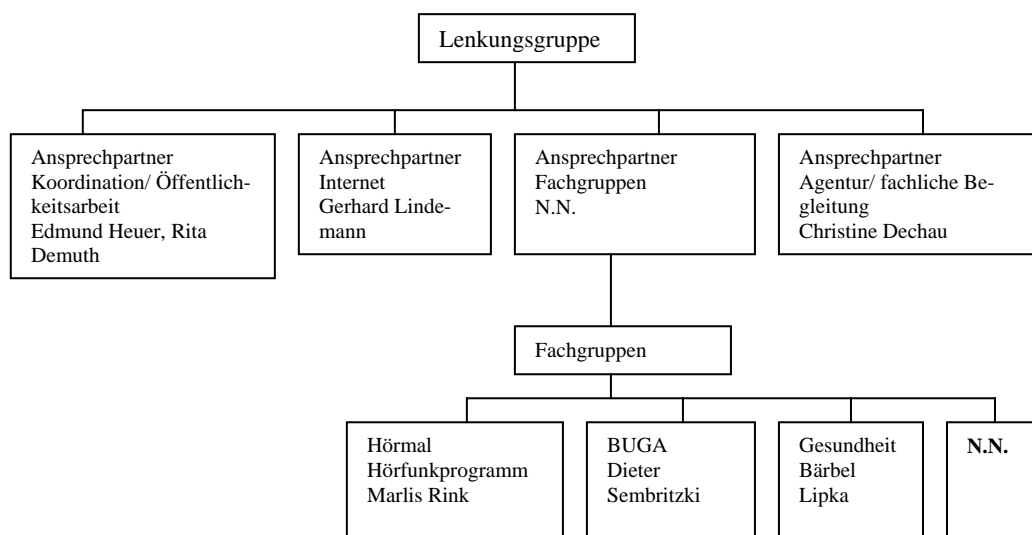 Lenkungsgruppe
Ansprechpartner
Koordination/ Öffentlich-
keitsarbeit
Edmund Heuer, Rita
Demuth
Ansprechpartner
Internet
Gerhard Linde-
mann
Ansprechpartner
Fachgruppen
N.N.
Ansprechpartner
Agentur/ fachliche Be-
gleitung
Christine Dechau
Fachgruppen
Hörmal
Hörfunkprogramm
Marlis Rink
BUGA
Dieter
Sembritzki
Gesundheit
Bärbel
Lipka
N.N.